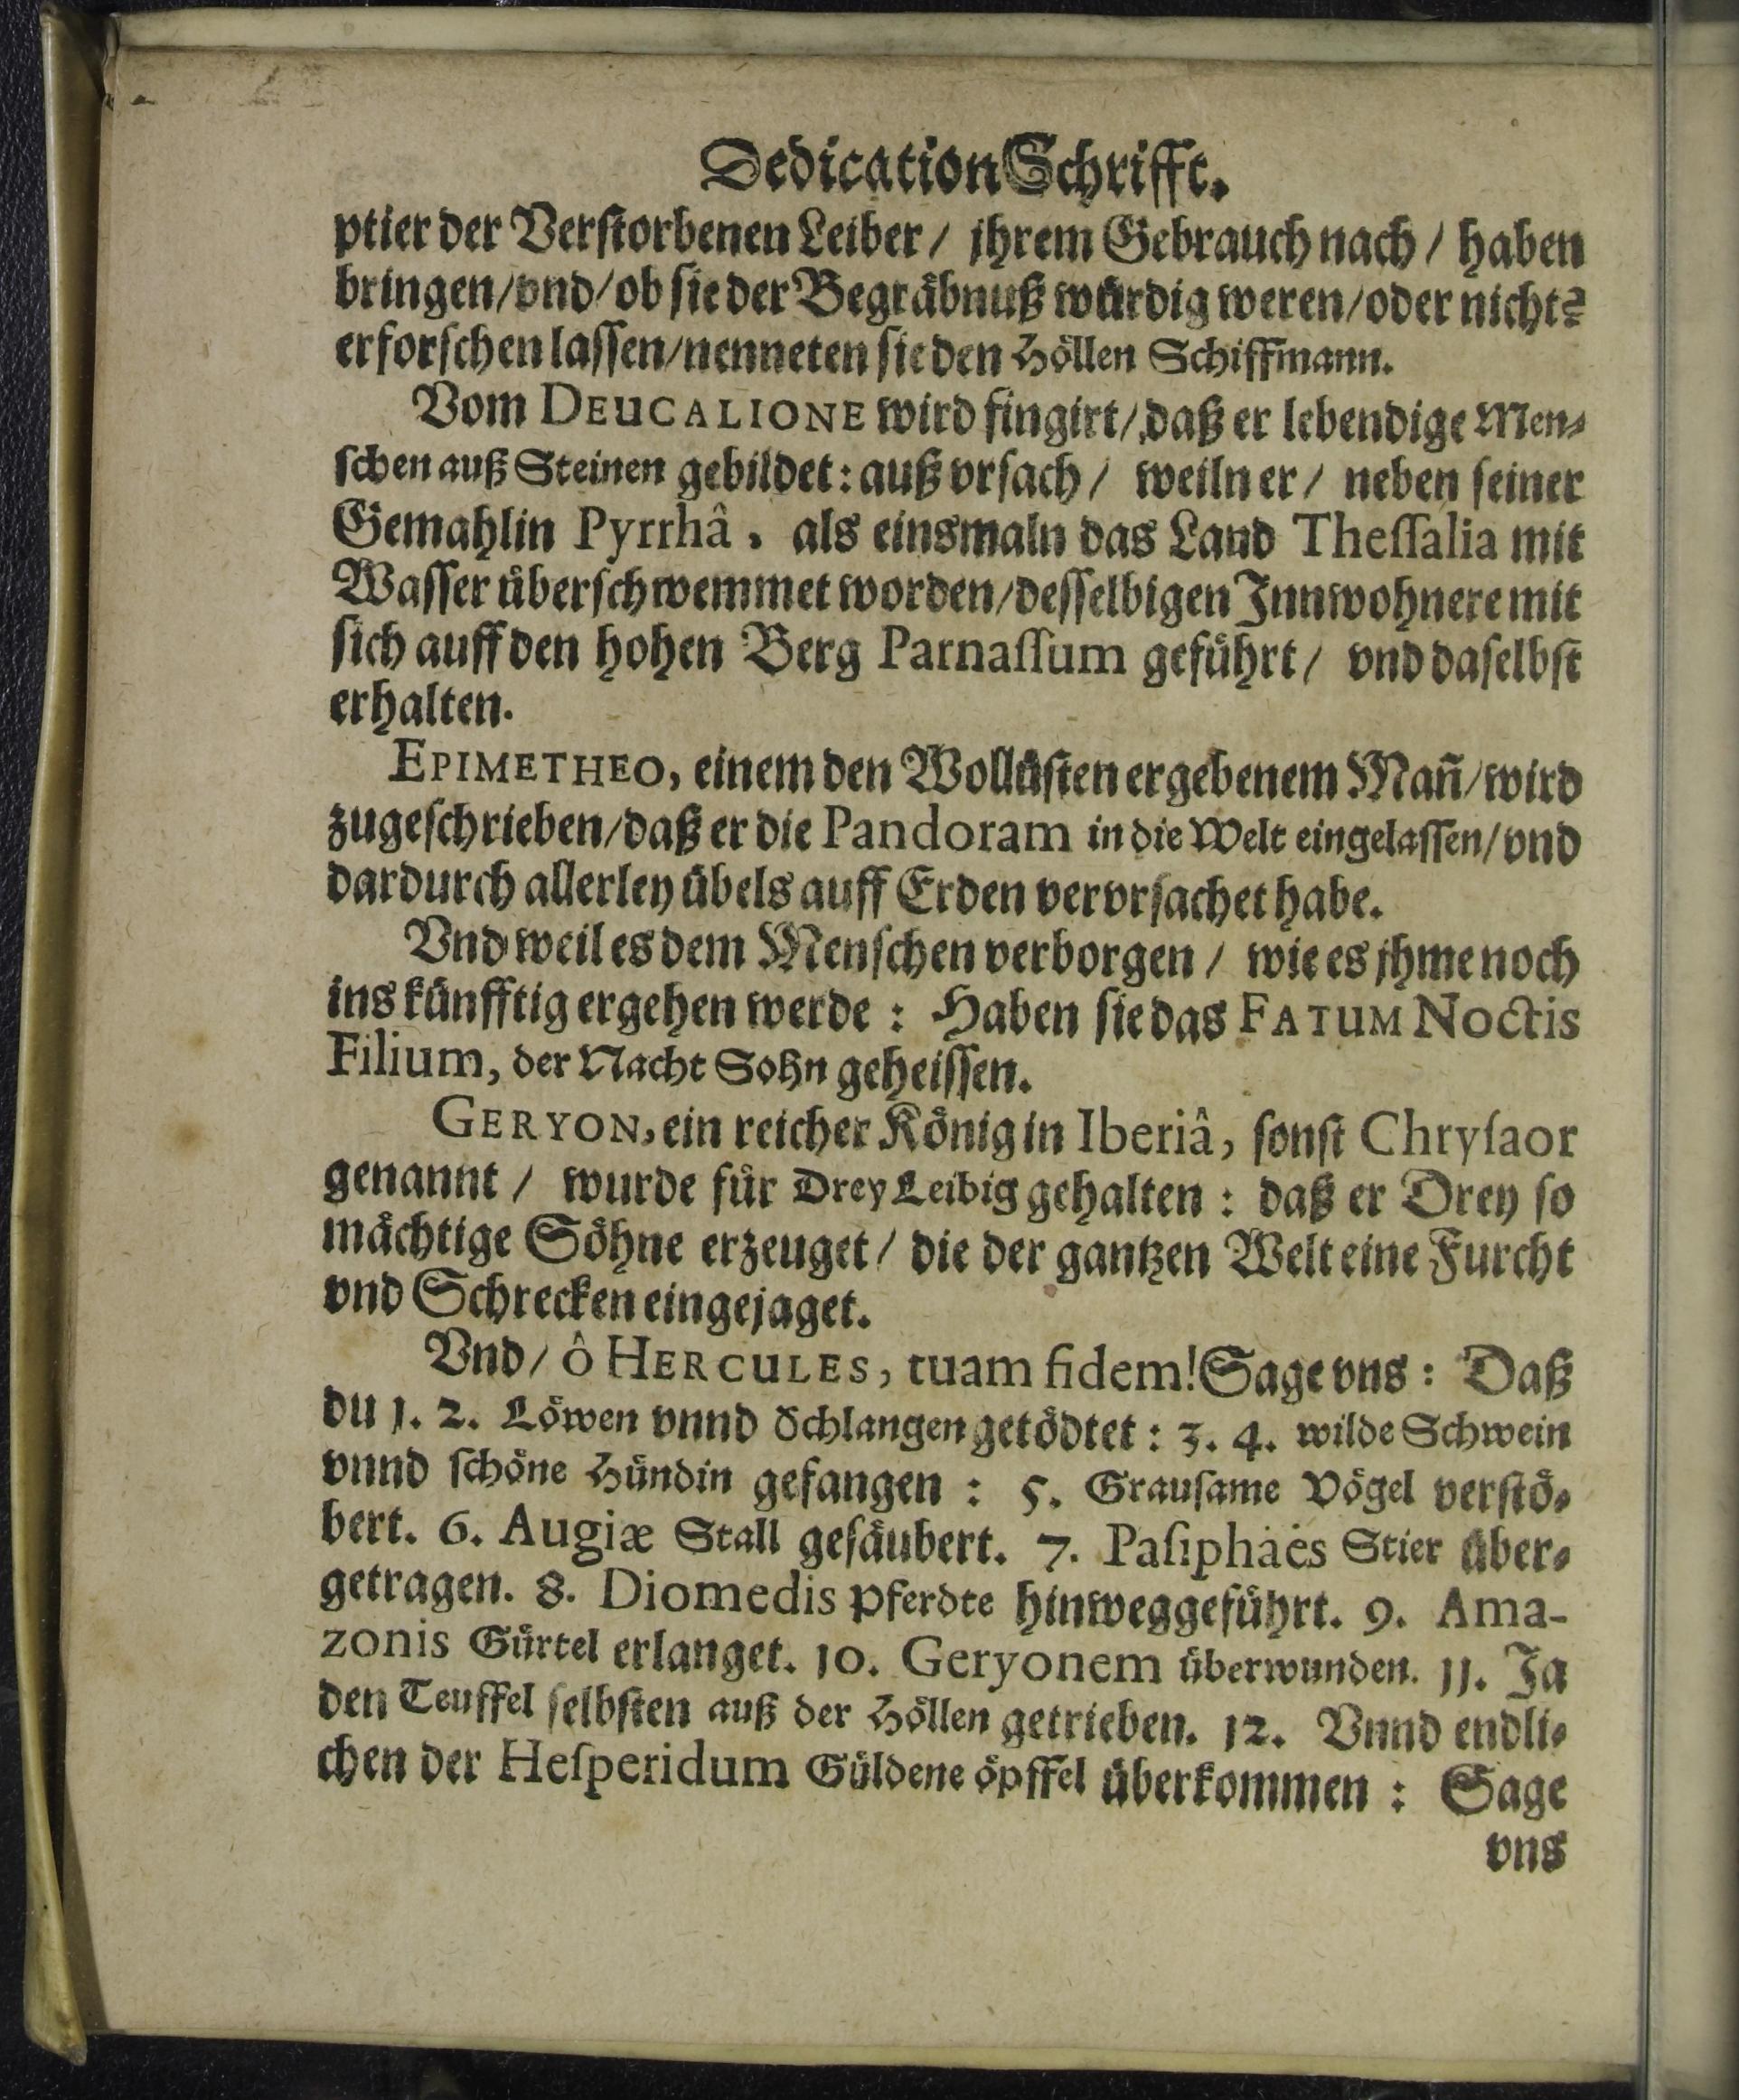 Dedication Schrifft.
ptier der Verstorbenen Leiber / jhrem Gebrauch nach / haben
bringen/vnd/ob sie der Begräbnuß würdig weren/oder nicht?
erforschen lassen/nenneten sie den Höllen Schiffmann.
Vom DEUCALIONE wird fingirt/daß er lebendige Men⸗
schen auß Steinen gebildet: auß vrsach / weiln er / neben seiner
Gemahlin Pyrrhâ, als einsmaln das Land Theſſalia mit
Wasser überschwemmet worden/desselbigen Innwohnere mit
sich auff den hohen Berg Parnaſſum geführt / vnd daselbst
erhalten.
EPIMETHEO, einem den Wollüsten ergebenem Mañ/wird
zugeschrieben/daß er die Pandoram in die Welt eingelassen/vnd
dardurch allerley übels auff Erden vervrsachet habe.
Vnd weil es dem Menschen verborgen / wie es jhme noch
ins künfftig ergehen werde : Haben sie das FATUM Noctis
Filium, der Nacht Sohn geheissen.
GERYON, ein reicher König in Iberiâ, sonst Chryſaor
genannt / wurde für Drey Leibig gehalten : daß er Drey so
mächtige Söhne erzeuget / die der gantzen Welt eine Furcht
vnd Schrecken eingejaget.
Vnd / ô HERCULES, tuam fidem! Sage vns : Daß
du 1. 2. Löwen vnnd Schlangen getödtet : 3. 4. wilde Schwein
vnnd schöne Hündin gefangen : 5. Grausame Vögel verstö⸗
bert. 6. Augiæ Stall gesäubert. 7. Paſiphaës Stier über⸗
getragen. 8. Diomedis Pferdte hinweggeführt. 9. Ama-
zonis Gürtel erlanget. 10. Geryonem überwunden. 11. Ja
den Teuffel selbsten auß der Höllen getrieben. 12. Vnnd endli⸗
chen der Heſperidum Güldene öpffel überkommen : Sage
vns